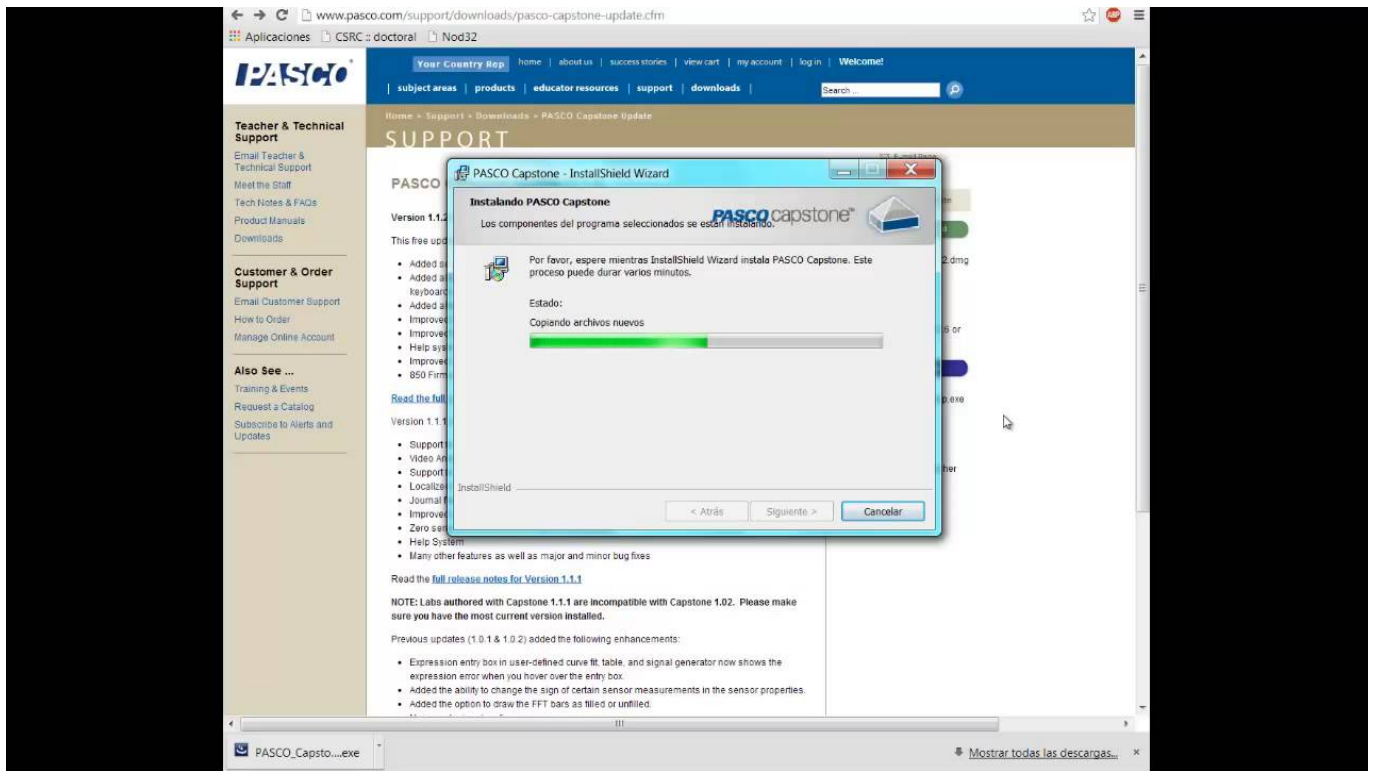 www.pasco.com/support/downloads/pasco-capstone-update.cfm
Aplicaciones CSRC :: doctoral Nod32
PASCO
Your Country Rep home | about us | success stories | view cart | my account | log in | Welcome!
| subject areas | products | educator resources | support | downloads |
Search ...
Home » Support » Downloads » PASCO Capstone Update
SUPPORT
Teacher & Technical
Support
Email Teacher &
Technical Support
Meet the Staff
Tech Notes & FAQs
Product Manuals
Downloads
Customer & Order
Support
Email Customer Support
How to Order
Manage Online Account
Also See ...
Training & Events
Request a Catalog
Subscribe to Alerts and
Updates
PASCO
Version 1.1.2
This free upd
• Added
• Added
keyboard
• Added
• Improved
• Improved
• Help sys
• Improved
• 850 Firm
Read the full
Version 1.1.1
• Support
• Video An
• Support
• Localize
• Journal
• Improve
• Zero sen
• Help System
• Many other features as well as major and minor bug fixes
Read the full release notes for Version 1.1.1
NOTE: Labs authored with Capstone 1.1.1 are incompatible with Capstone 1.02. Please make
sure you have the most current version installed.
Previous updates (1.0.1 & 1.0.2) added the following enhancements:
• Expression entry box in user-defined curve fit, table, and signal generator now shows the
expression error when you hover over the entry box.
• Added the ability to change the sign of certain sensor measurements in the sensor properties.
• Added the option to draw the FFT bars as filled or unfilled.
PASCO Capstone - InstallShield Wizard
Instalando PASCO Capstone
Los componentes del programa seleccionados se están instalando.
PASCO capstone™
Por favor, espere mientras InstallShield Wizard instala PASCO Capstone. Este
proceso puede durar varios minutos.
Estado:
Copiando archivos nuevos
InstallShield
< Atrás Siguiente > Cancelar
2.dmg
6 or
p.exe
her
PASCO_Capsto....exe
Mostrar todas las descargas...